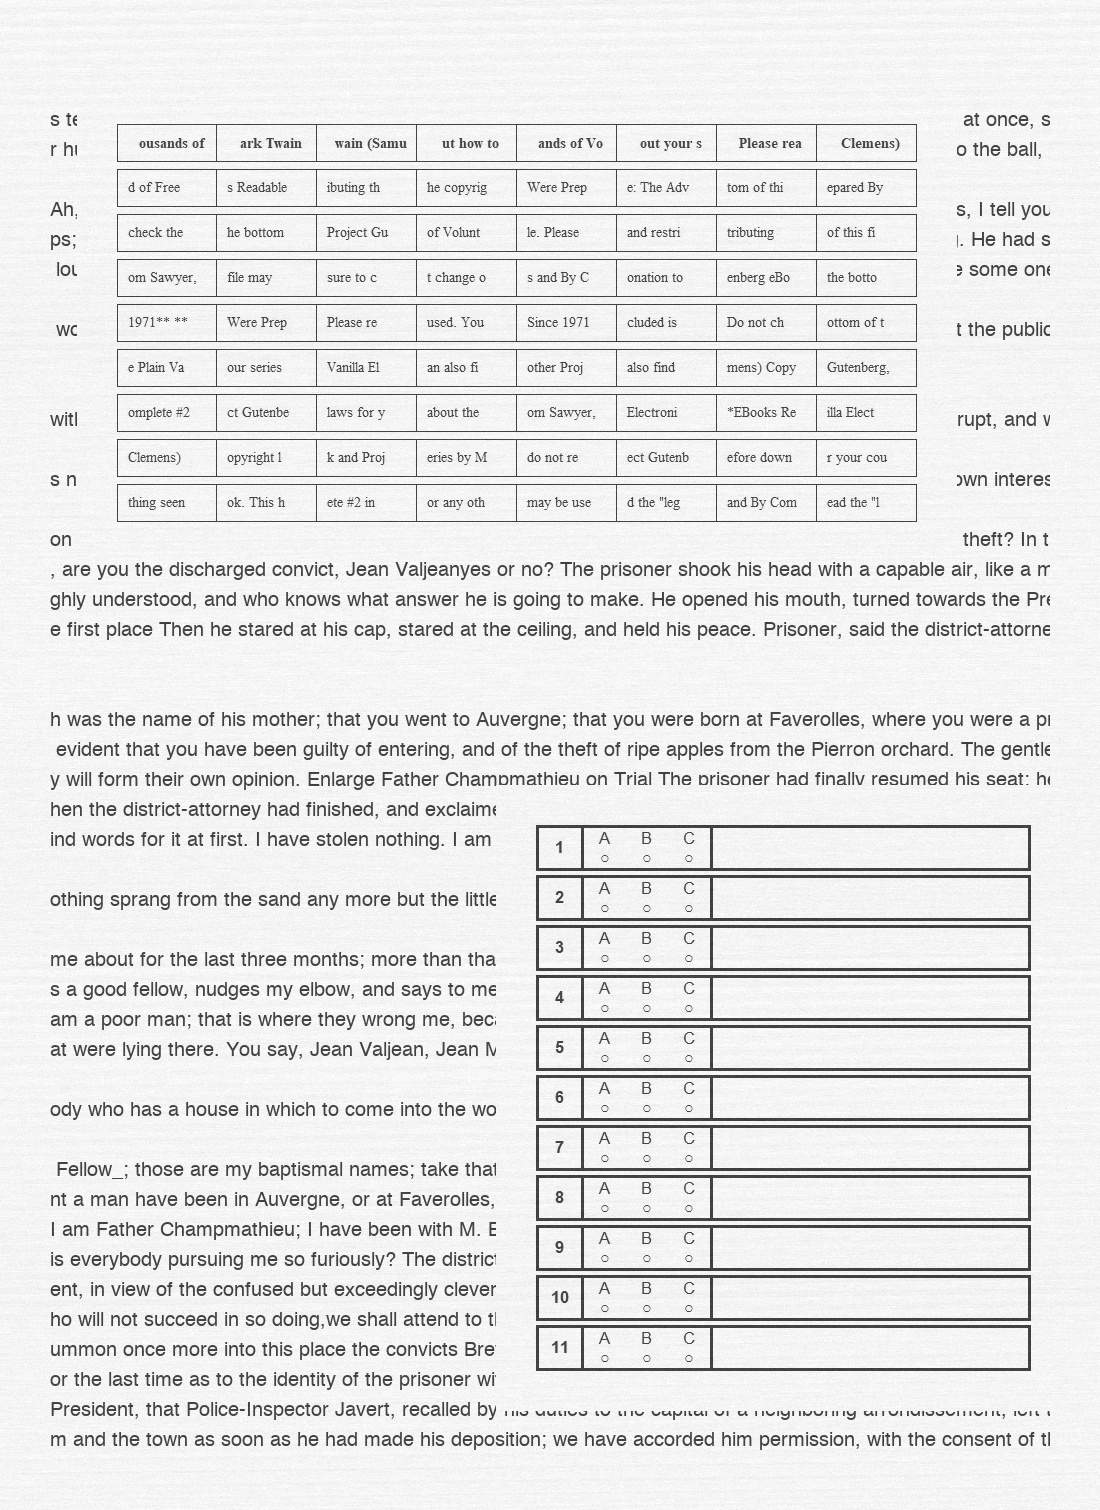 s te
at once, s
r hu
o the ball,
ousands of ark Twain wain (Samu ut how to ands of Vo out your s Please rea Clemens)
d of Free s Readable ibuting th he copyrig Were Prep e: The Adv tom of thi epared By
Ah,
s, I tell you
check the he bottom Project Gu of Volunt le. Please and restri tributing of this fi
ps;
. He had s
lou
e some one
om Sawyer, file may sure to c t change o s and By C onation to enberg eBo the botto
1971** ** Were Prep Please re used. You Since 1971 cluded is Do not ch ottom of t
wo
t the public
e Plain Va our series Vanilla El an also fi other Proj also find mens) Copy Gutenberg,
omplete #2 ct Gutenbe laws for y about the om Sawyer, Electroni *EBooks Re illa Elect
with
rupt, and w
Clemens) opyright l k and Proj eries by M do not re ect Gutenb efore down r your cou
s n
own interes
thing seen ok. This h ete #2 in or any oth may be use d the "leg and By Com ead the "l
on
theft? In t
, are you the discharged convict, Jean Valjeanyes or no? The prisoner shook his head with a capable air, like a m
ghly understood, and who knows what answer he is going to make. He opened his mouth, turned towards the Pre
e first place Then he stared at his cap, stared at the ceiling, and held his peace. Prisoner, said the district-attorne
h was the name of his mother; that you went to Auvergne; that you were born at Faverolles, where you were a pr
evident that you have been guilty of entering, and of the theft of ripe apples from the Pierron orchard. The gentle
y will form their own opinion. Enlarge Father Champmathieu on Trial The prisoner had finally resumed his seat; he
hen the district-attorney had finished, and exclaime
ind words for it at first. I have stolen nothing. I am
othing sprang from the sand any more but the little
me about for the last three months; more than tha
s a good fellow, nudges my elbow, and says to me
am a poor man; that is where they wrong me, beca
at were lying there. You say, Jean Valjean, Jean M
ody who has a house in which to come into the wo
Fellow_; those are my baptismal names; take that
nt a man have been in Auvergne, or at Faverolles,
I am Father Champmathieu; I have been with M. B
is everybody pursuing me so furiously? The district
ent, in view of the confused but exceedingly clever
ho will not succeed in so doing,we shall attend to th
ummon once more into this place the convicts Brev
or the last time as to the identity of the prisoner wit
1 A B C
2 A B C
3 A B C
4 A B C
5 A B C
6 A B C
7 A B C
8 A B C
9 A B C
10 A B C
11 A B C
President, that Police-Inspector Javert, recalled by his duties to the capital of a neighboring arrondissement, left
m and the town as soon as he had made his deposition; we have accorded him permission, with the consent of th